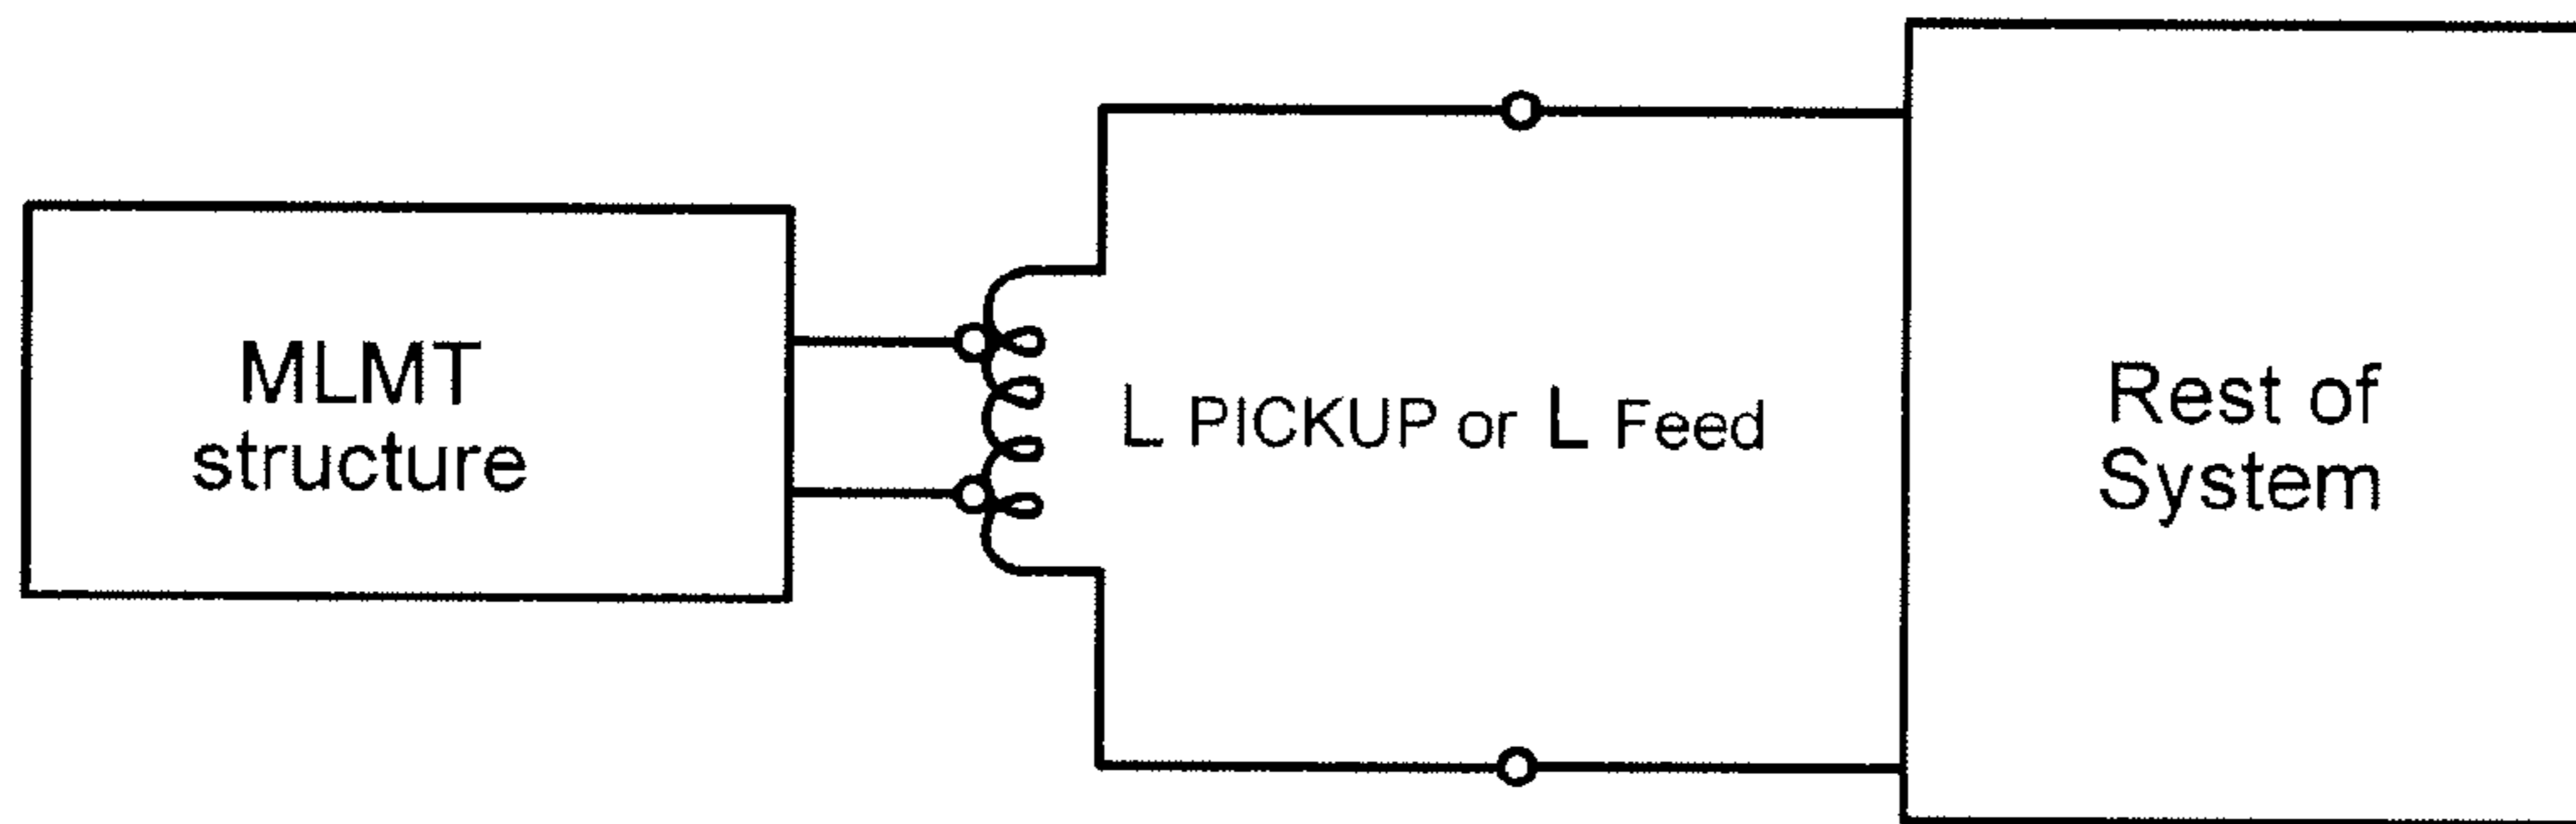 MLMT
structure
L PICKUP or L Feed
Rest of
System